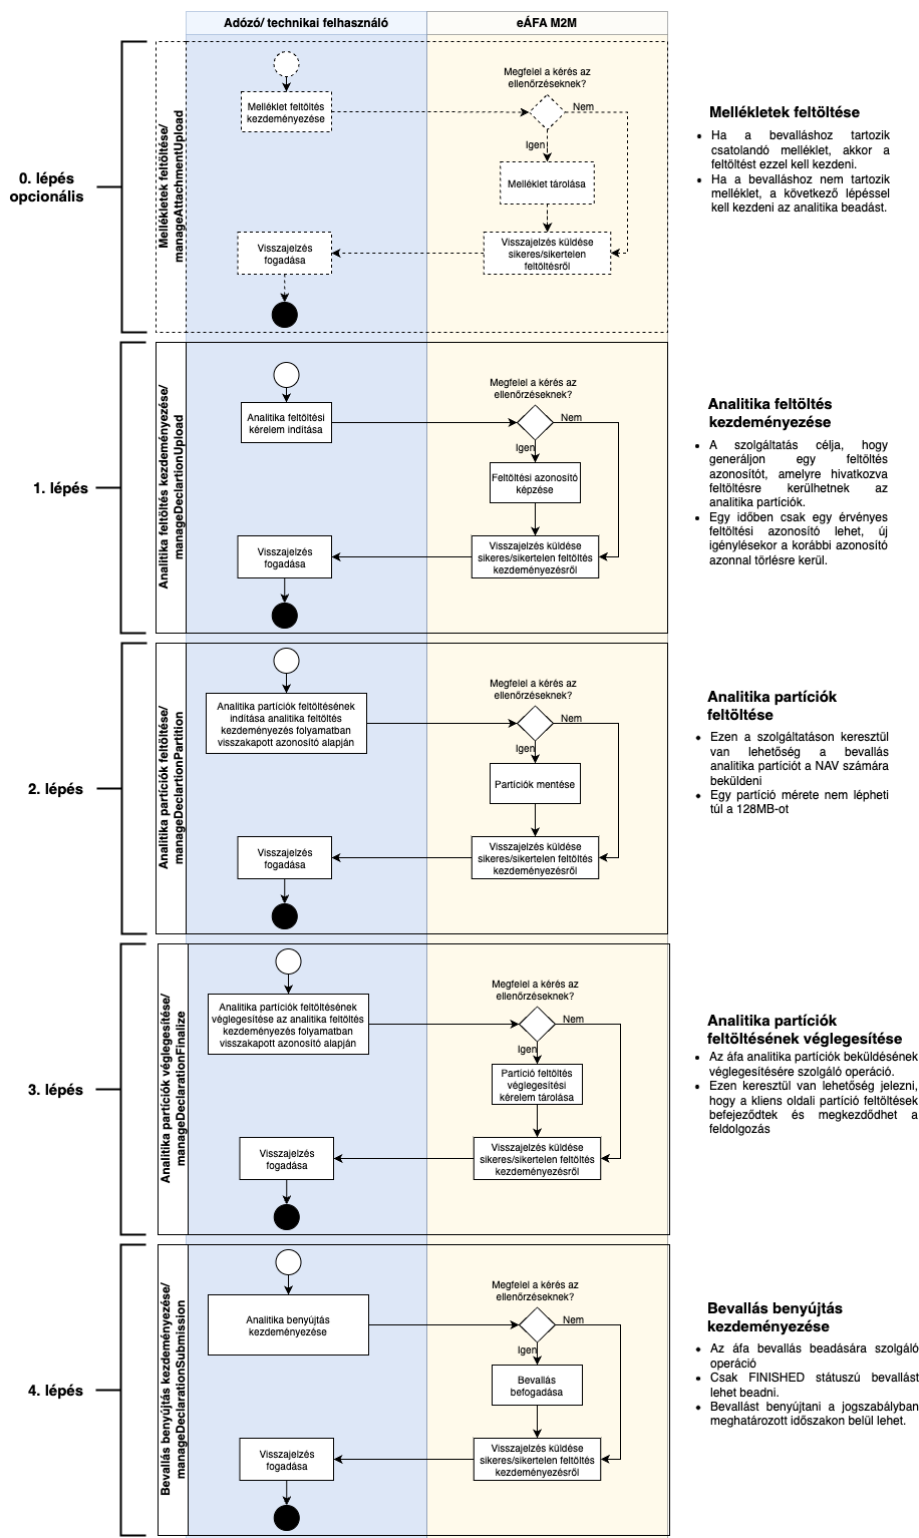 Adózó/ technikai felhasználó
eÁFA M2M
0. lépés
opcionális
Mellékletek feltöltése/
manageAttachmentUpload
Melléklet feltöltés
kezdeményezése
Megfelel a kérés az
ellenőrzéseknek?
Nem
Igen
Melléklet tárolása
Visszajelzés küldése
sikeres/sikertelen
feltöltésről
Visszajelzés
fogadása
Mellékletek feltöltése
• Ha a bevalláshoz tartozik
csatolandó melléklet, akkor a
feltöltést ezzel kell kezdeni.
• Ha a bevalláshoz nem tartozik
melléklet, a következő lépéssel
kell kezdeni az analitika beadást.
1. lépés
Analitika feltöltés kezdeményezése/
manageDeclartionUpload
Analitika feltöltési
kérelem indítása
Megfelel a kérés az
ellenőrzéseknek?
Nem
Igen
Feltöltési azonosító
képzése
Visszajelzés küldése
sikeres/sikertelen feltöltés
kezdeményezésről
Visszajelzés
fogadása
Analitika feltöltés
kezdeményezése
• A szolgáltatás célja, hogy
generáljon egy feltöltés
azonosítót, amelyre hivatkozva
feltöltésre kerülhetnek az
analitika partíciók.
• Egy időben csak egy érvényes
feltöltési azonosító lehet, új
igénylésekor a korábbi azonosító
azonnal törlésre kerül.
2. lépés
Analitika partíciók feltöltése/
manageDeclartionPartition
Analitika partíciók feltöltésének
indítása analitika feltöltés
kezdeményezés folyamatban
visszakapott azonosító alapján
Megfelel a kérés az
ellenőrzéseknek?
Nem
Igen
Partíciók mentése
Visszajelzés küldése
sikeres/sikertelen feltöltés
kezdeményezésről
Visszajelzés
fogadása
Analitika partíciók
feltöltése
• Ezen a szolgáltatáson keresztül
van lehetőség a bevallás
analitika partíciót a NAV számára
beküldeni
• Egy partíció mérete nem lépheti
túl a 128MB-ot
3. lépés
Analitika partíciók véglegesítése/
manageDeclarationFinalize
Analitika partíciók feltöltésének
véglegesítése az analitika feltöltés
kezdeményezés folyamatban
visszakapott azonosító alapján
Megfelel a kérés az
ellenőrzéseknek?
Nem
Igen
Partíció feltöltés
véglegesítési
kérelem tárolása
Visszajelzés küldése
sikeres/sikertelen feltöltés
kezdeményezésről
Visszajelzés
fogadása
Analitika partíciók
feltöltésének véglegesítése
• Az áfa analitika partíciók beküldésének
véglegesítésére szolgáló operáció.
• Ezen keresztül van lehetőség jelezni,
hogy a kliens oldali partíció feltöltések
befejeződtek és megkezdődhet a
feldolgozás
4. lépés
Bevallás benyújtás kezdeményezése/
manageDeclarationSubmission
Analitika benyújtás
kezdeményezése
Megfelel a kérés az
ellenőrzéseknek?
Nem
Igen
Bevallás
befogadása
Visszajelzés küldése
sikeres/sikertelen feltöltés
kezdeményezésről
Visszajelzés
fogadása
Bevallás benyújtás
kezdeményezése
• Az áfa bevallás beadására szolgáló
operáció
• Csak FINISHED státuszú bevallást
lehet beadni.
• Bevallást benyújtani a jogszabályban
meghatározott időszakon belül lehet.